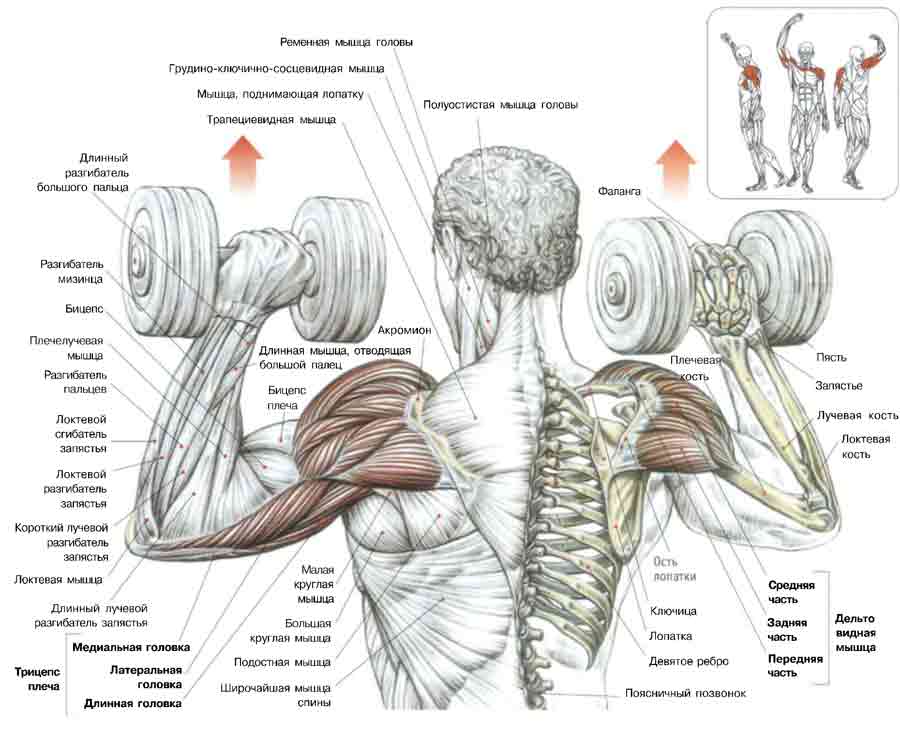 Ременная мышца головы
Грудино-ключично-сосцевидная мышца
Мышца, поднимающая лопатку
Трапециевидная мышца
Полуостистая мышца головы
Длинный
разгибатель
большого пальца
Фаланга
Разгибатель
мизинца
Бицепс
Плечелучевая
мышца
Разгибатель
пальцев
Локтевой
сгибатель
запястья
Локтевой
разгибатель
запястья
Короткий лучевой
разгибатель
запястья
Локтевая мышца
Длинный лучевой
разгибатель запястья
Акромион
Длинная мышца, отводящая
большой палец
Бицепс
плеча
Плечевая
кость
Пясть
Запястье
Лучевая кость
Локтевая
кость
Трицепс
плеча
Медиальная головка
Латеральная
головка
Длинная головка
Малая
круглая
мышца
Большая
круглая мышца
Подостная мышца
Широчайшая мышца
спины
Ость
лопатки
Ключица
Лопатка
Девятое ребро
Поясничный позвонок
Средняя
часть
Задняя
часть
Передняя
часть
Дельто
видная
мышца